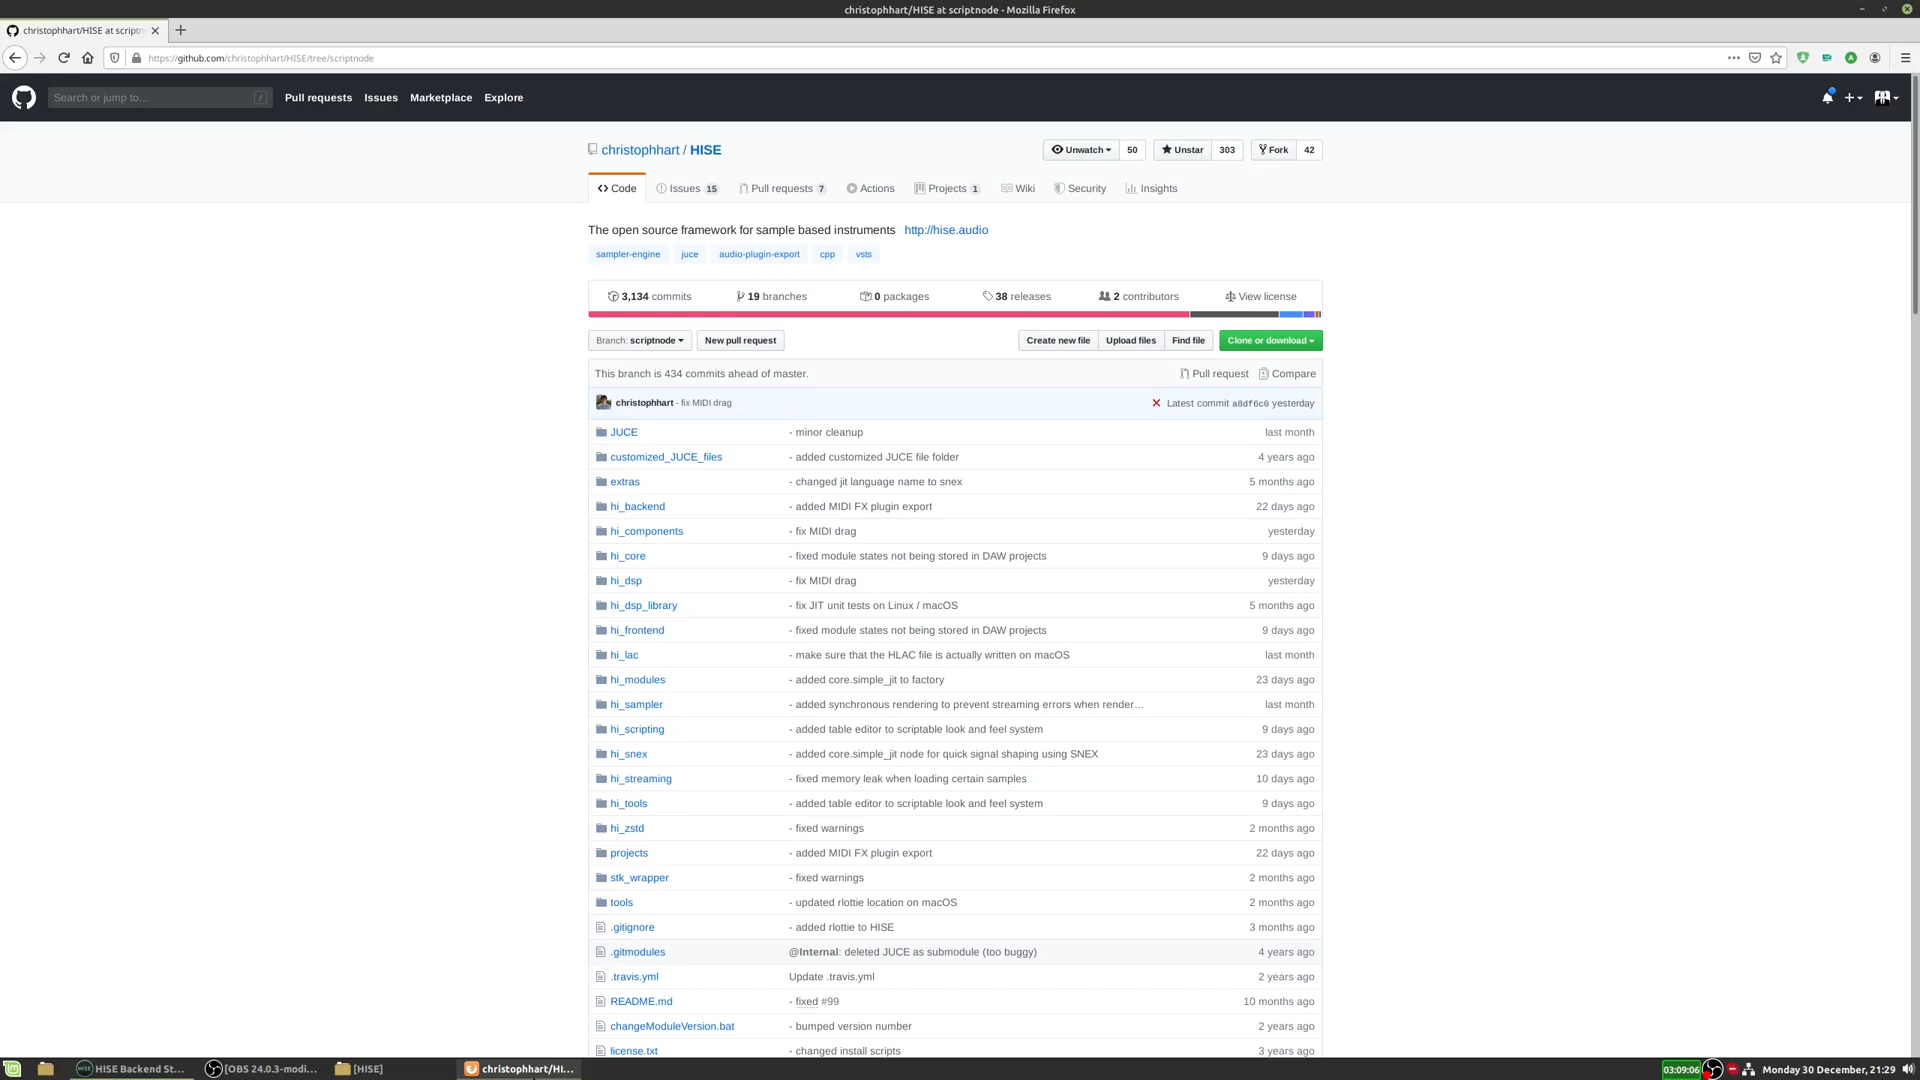 christophhart/HISE at scriptnode - Mozilla Firefox
christophhart/HISE at scriptn
https://github.com/christophhart/HISE/tree/scriptnode
Search or jump to… / Pull requests Issues Marketplace Explore
christophhart / HISE Unwatch 50 Unstar 303 Fork 42
Code Issues 15 Pull requests 7 Actions Projects 1 Wiki Security Insights
The open source framework for sample based instruments http://hise.audio
sampler-engine juce audio-plugin-export cpp vsts
3,134 commits 19 branches 0 packages 38 releases 2 contributors View license
Branch: scriptnode New pull request Create new file Upload files Find file Clone or download
This branch is 434 commits ahead of master. Pull request Compare
christophhart - fix MIDI drag Latest commit a8df6c0 yesterday
JUCE - minor cleanup last month
customized_JUCE_files - added customized JUCE file folder 4 years ago
extras - changed jit language name to snex 5 months ago
hi_backend - added MIDI FX plugin export 22 days ago
hi_components - fix MIDI drag yesterday
hi_core - fixed module states not being stored in DAW projects 9 days ago
hi_dsp - fix MIDI drag yesterday
hi_dsp_library - fix JIT unit tests on Linux / macOS 5 months ago
hi_frontend - fixed module states not being stored in DAW projects 9 days ago
hi_lac - make sure that the HLAC file is actually written on macOS last month
hi_modules - added core.simple_jit to factory 23 days ago
hi_sampler - added synchronous rendering to prevent streaming errors when render… last month
hi_scripting - added table editor to scriptable look and feel system 9 days ago
hi_snex - added core.simple_jit node for quick signal shaping using SNEX 23 days ago
hi_streaming - fixed memory leak when loading certain samples 10 days ago
hi_tools - added table editor to scriptable look and feel system 9 days ago
hi_zstd - fixed warnings 2 months ago
projects - added MIDI FX plugin export 22 days ago
stk_wrapper - fixed warnings 2 months ago
tools - updated rlottie location on macOS 2 months ago
.gitignore - added rlottie to HISE 3 months ago
.gitmodules @Internal: deleted JUCE as submodule (too buggy) 4 years ago
.travis.yml Update .travis.yml 2 years ago
README.md - fixed #99 10 months ago
changeModuleVersion.bat - bumped version number 2 years ago
license.txt - changed install scripts 3 years ago
HISE Backend St... [OBS 24.0.3-modi... [HISE] christophhart/HI... 03:09:06 Monday 30 December, 21:29